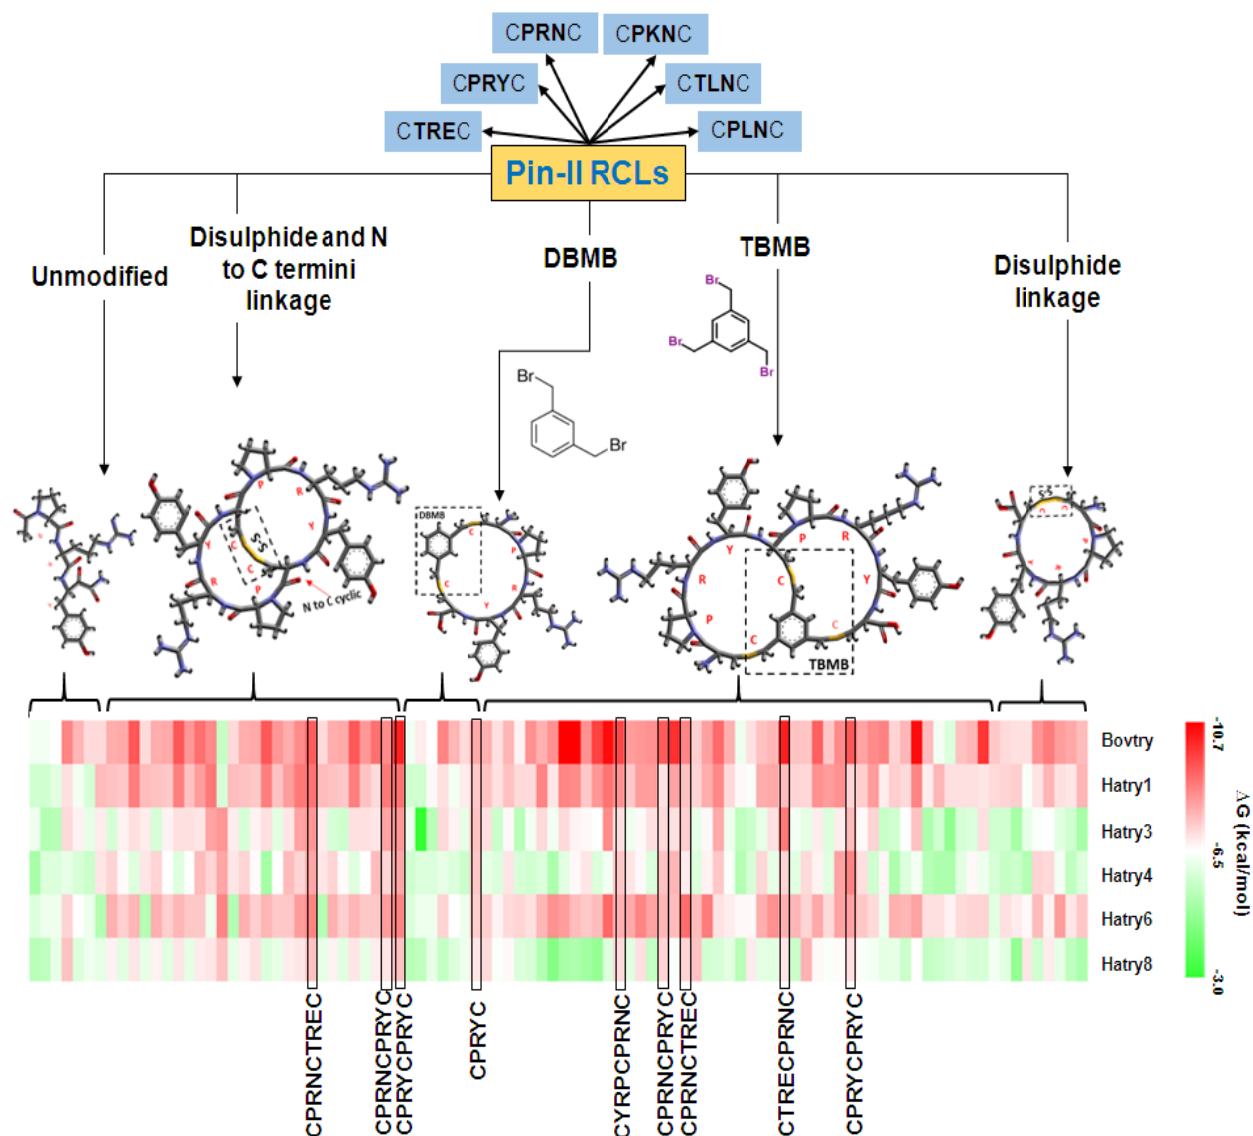 CPRNC
CPKNC
CPRYC
CTLNC
CTREC
CPLNC
Pin-II RCLs
Unmodified
Disulphide and N
to C termini
linkage
DBMB
TBMB
Disulphide
linkage
Br
Br
Br
Br
Br
P
R
Y
C
S-S
C
Y
R
P
N to C cyclic
DBMB
C
P
R
Y
C
Y
P
R
R
C
Y
P
C
C
TBMB
S-S
C
C
Bovtry
Hatry1
Hatry3
Hatry4
Hatry6
Hatry8
-10.7
-6.5
-3.0
ΔG (kcal/mol)
CPRNCTREC
CPRNCPRYC
CPRYCPRYC
CPRYC
CYRPCPRNC
CPRNCPRYC
CPRNCTREC
CTRECPRNC
CPRYCPRYC